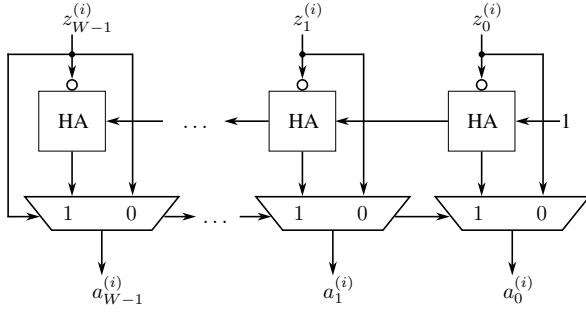 $z_{W-1}^{(i)}$ $z_1^{(i)}$ $z_0^{(i)}$
HA ... HA HA 1
1 0 ... 1 0 1 0
$a_{W-1}^{(i)}$ $a_1^{(i)}$ $a_0^{(i)}$